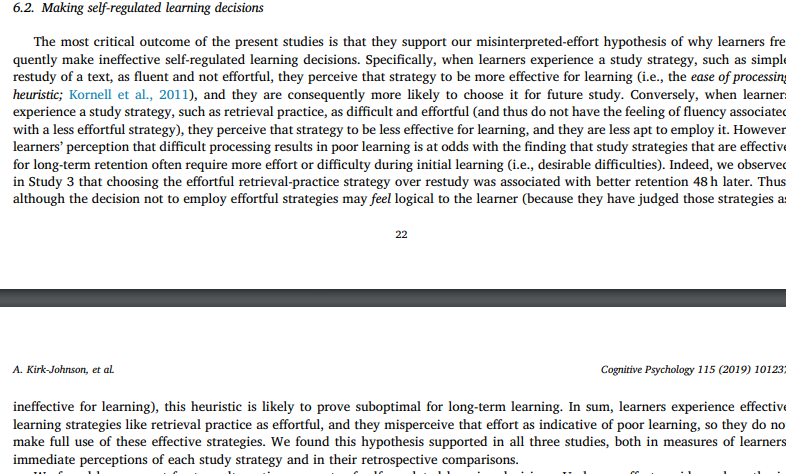 6.2. Making self-regulated learning decisions
The most critical outcome of the present studies is that they support our misinterpreted-effort hypothesis of why learners fre
quently make ineffective self-regulated learning decisions. Specifically, when learners experience a study strategy, such as simple
restudy of a text, as fluent and not effortful, they perceive that strategy to be more effective for learning (i.e., the ease of processing
heuristic; Kornell et al., 2011), and they are consequently more likely to choose it for future study. Conversely, when learner
experience a study strategy, such as retrieval practice, as difficult and effortful (and thus do not have the feeling of fluency associated
with a less effortful strategy), they perceive that strategy to be less effective for learning, and they are less apt to employ it. However
learners' perception that difficult processing results in poor learning is at odds with the finding that study strategies that are effective
for long-term retention often require more effort or difficulty during initial learning (i.e., desirable difficulties). Indeed, we observed
in Study 3 that choosing the effortful retrieval-practice strategy over restudy was associated with better retention 48 h later. Thus
although the decision not to employ effortful strategies may feel logical to the learner (because they have judged those strategies as
22
A. Kirk-Johnson, et al.
Cognitive Psychology 115 (2019) 10123
ineffective for learning), this heuristic is likely to prove suboptimal for long-term learning. In sum, learners experience effective
learning strategies like retrieval practice as effortful, and they misperceive that effort as indicative of poor learning, so they do no
make full use of these effective strategies. We found this hypothesis supported in all three studies, both in measures of learners
immediate perceptions of each study strategy and in their retrospective comparisons.